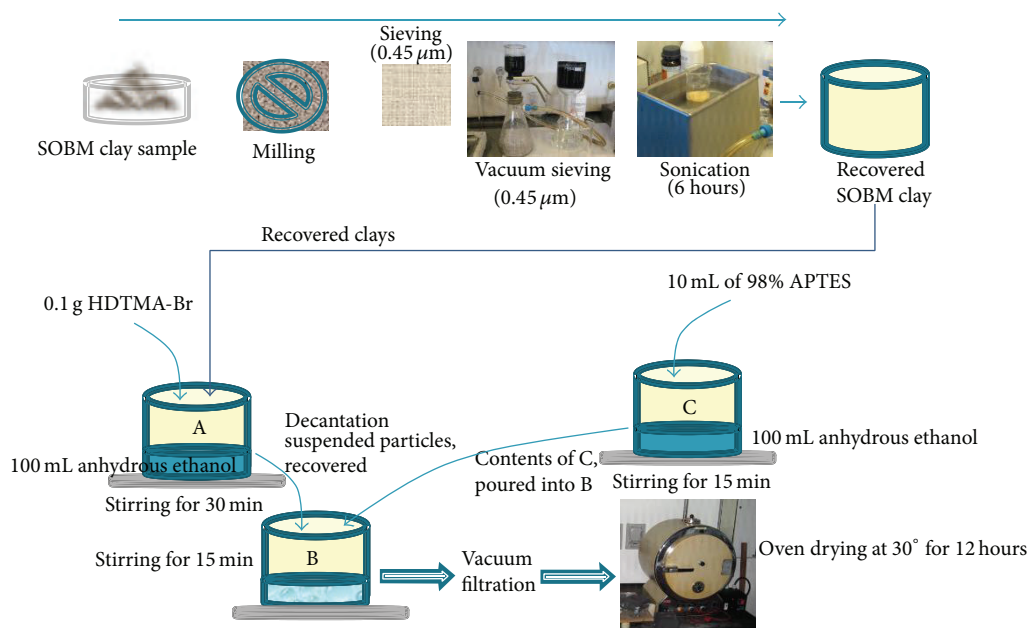 Sieving
(0.45 μm)
SOBM clay sample
Milling
Vacuum sieving
(0.45 μm)
Sonication
(6 hours)
Recovered
SOBM clay
Recovered clays
0.1 g HDTMA-Br
10 mL of 98% APTES
A
Decantation
suspended particles,
recovered
100 mL anhydrous ethanol
Stirring for 30 min
C
100 mL anhydrous ethanol
Contents of C,
poured into B
Stirring for 15 min
Stirring for 15 min
B
Vacuum
filtration
Oven drying at 30° for 12 hours